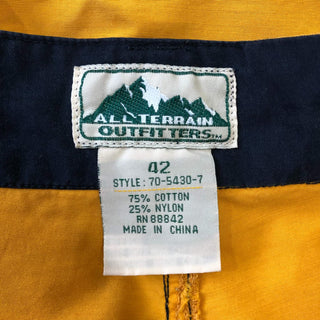 ALL TERRAIN
OUTFITTERS™
42
STYLE: 70-5430-7
75% COTTON
25% NYLON
RN 88842
MADE IN CHINA